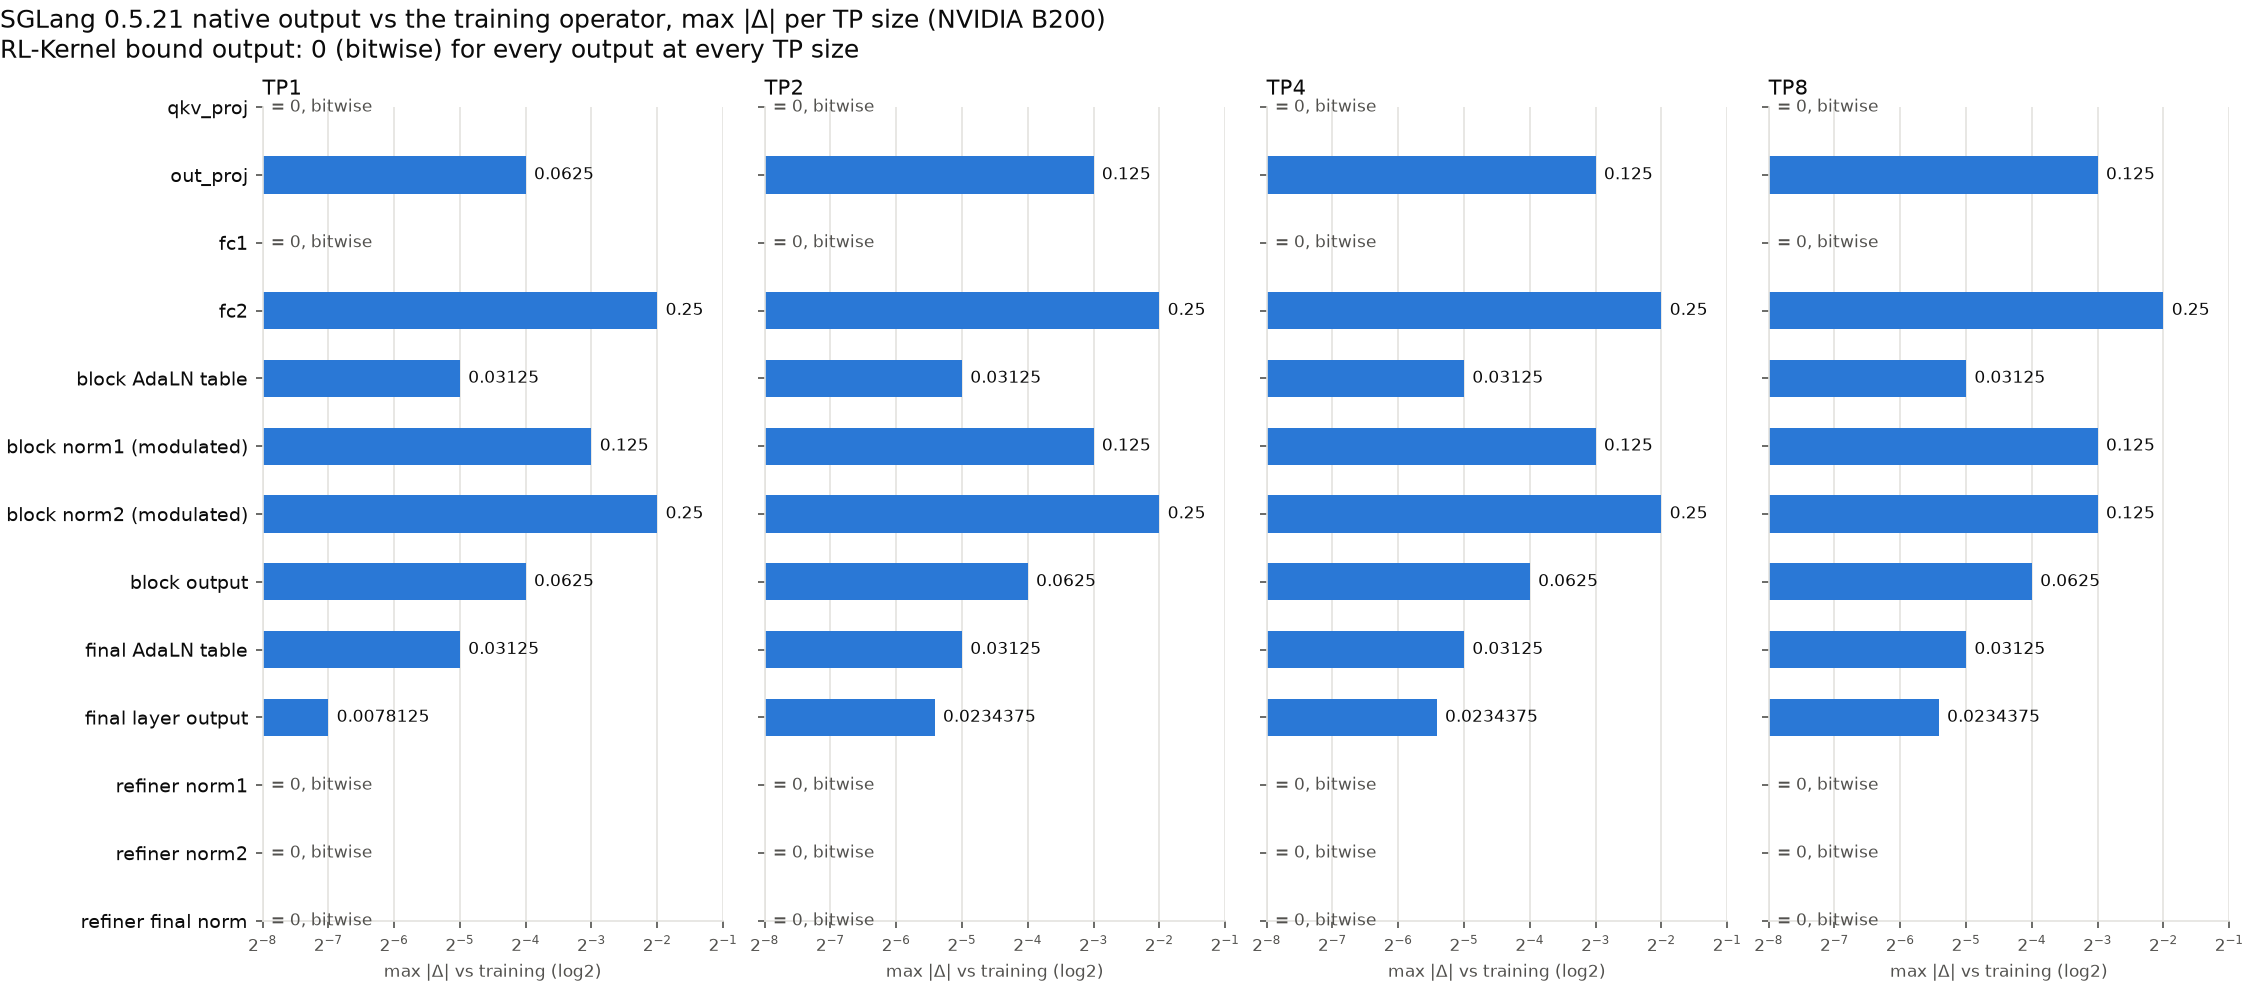 SGLang 0.5.21 native output vs the training operator, max |Δ| per TP size (NVIDIA B200)
RL-Kernel bound output: 0 (bitwise) for every output at every TP size
TP1 TP2 TP4 TP8
qkv_proj = 0, bitwise = 0, bitwise = 0, bitwise = 0, bitwise
out_proj 0.0625 0.125 0.125 0.125
fc1 = 0, bitwise = 0, bitwise = 0, bitwise = 0, bitwise
fc2 0.25 0.25 0.25 0.25
block AdaLN table 0.03125 0.03125 0.03125 0.03125
block norm1 (modulated) 0.125 0.125 0.125 0.125
block norm2 (modulated) 0.25 0.25 0.25 0.125
block output 0.0625 0.0625 0.0625 0.0625
final AdaLN table 0.03125 0.03125 0.03125 0.03125
final layer output 0.0078125 0.0234375 0.0234375 0.0234375
refiner norm1 = 0, bitwise = 0, bitwise = 0, bitwise = 0, bitwise
refiner norm2 = 0, bitwise = 0, bitwise = 0, bitwise = 0, bitwise
refiner final norm = 0, bitwise = 0, bitwise = 0, bitwise = 0, bitwise
2⁻⁸ 2⁻⁷ 2⁻⁶ 2⁻⁵ 2⁻⁴ 2⁻³ 2⁻² 2⁻¹ 2⁻⁸ 2⁻⁷ 2⁻⁶ 2⁻⁵ 2⁻⁴ 2⁻³ 2⁻² 2⁻¹ 2⁻⁸ 2⁻⁷ 2⁻⁶ 2⁻⁵ 2⁻⁴ 2⁻³ 2⁻² 2⁻¹ 2⁻⁸ 2⁻⁷ 2⁻⁶ 2⁻⁵ 2⁻⁴ 2⁻³ 2⁻² 2⁻¹
max |Δ| vs training (log2) max |Δ| vs training (log2) max |Δ| vs training (log2) max |Δ| vs training (log2)